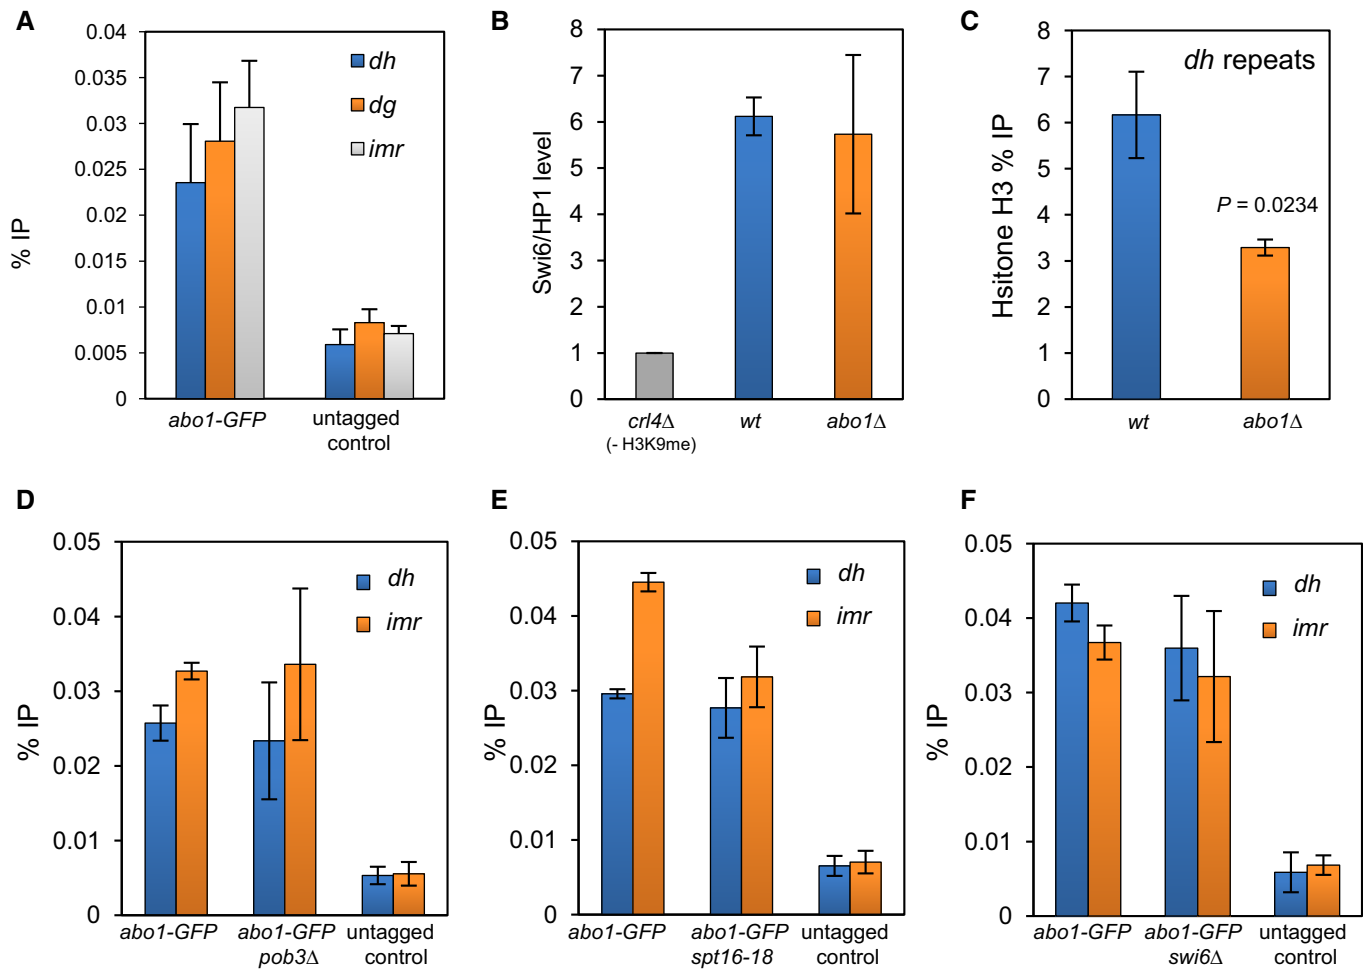 A
0.04
0.035
0.03
0.025
0.02
0.015
0.01
0.005
0
% IP
dh
dg
imr
abo1-GFP
untagged
control
B
8
7
6
5
4
3
2
1
0
Swi6/HP1 level
crl4Δ
(- H3K9me)
wt
abo1Δ
C
8
7
6
5
4
3
2
1
0
Hsitone H3 % IP
dh repeats
P = 0.0234
wt
abo1Δ
D
0.05
0.04
0.03
0.02
0.01
0
% IP
dh
imr
abo1-GFP
abo1-GFP
pob3Δ
untagged
control
E
0.05
0.04
0.03
0.02
0.01
0
% IP
dh
imr
abo1-GFP
abo1-GFP
spt16-18
untagged
control
F
0.05
0.04
0.03
0.02
0.01
0
% IP
dh
imr
abo1-GFP
abo1-GFP
swi6Δ
untagged
control